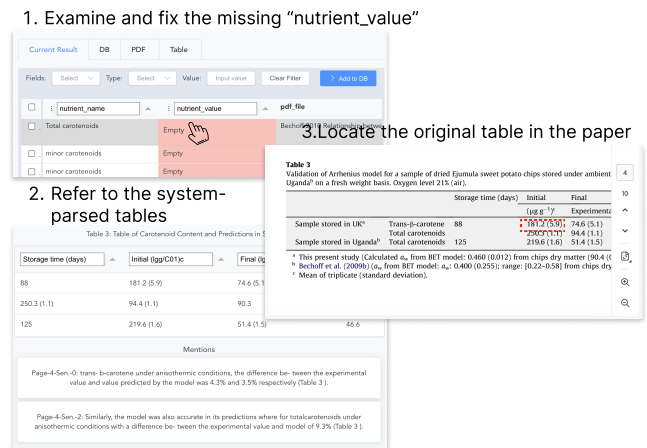 1. Examine and fix the missing “nutrient_value”
Current Result DB PDF Table
Fields: Select Type: Select Value: Input value Clear Filter > Add to DB
nutrient_name nutrient_value pdf_file
Total carotenoids Empty Bechoff 2010 Relationship betwe
minor carotenoids Empty
minor carotenoids Empty
3.Locate the original table in the paper
Table 3
Validation of Arrhenius model for a sample of dried Ejumula sweet potato chips stored under ambient
Ugandaᵇ on a fresh weight basis. Oxygen level 21% (air).
Storage time (days) Initial Final
(μg g⁻¹)ᶜ Experimenta
Sample stored in UKᵃ Trans-β-carotene 88 181.2 (5.9) 74.6 (5.1)
Total carotenoids 250.3 (1.1) 94.4 (1.1)
Sample stored in Ugandaᵇ Total carotenoids 125 219.6 (1.6) 51.4 (1.5)
ᵃ This present study (Calculated aw from BET model: 0.460 (0.012) from chips dry matter (90.4 (
ᵇ Bechoff et al. (2009b) (aw from BET model: aw: 0.400 (0.255); range: [0.22–0.58] from chips dry
ᶜ Mean of triplicate (standard deviation).
4
10
2. Refer to the system-
parsed tables
Table 3: Table of Carotenoid Content and Predictions in S
Storage time (days) Initial (lgg/C01)c Final (lg
88 181.2 (5.9) 74.6 (5.1
250.3 (1.1) 94.4 (1.1) 90.3
125 219.6 (1.6) 51.4 (1.5) 46.6
Mentions
Page-4-Sen.-0: trans- b-carotene under anisothermic conditions, the difference be- tween the experimental
value and value predicted by the model was 4.3% and 3.5% respectively (Table 3 ).
Page-4-Sen.-2: Similarly, the model was also accurate in its predictions where for totalcarotenoids under
anisothermic conditions with a difference be- tween the experimental value and model of 9.3% (Table 3 ).